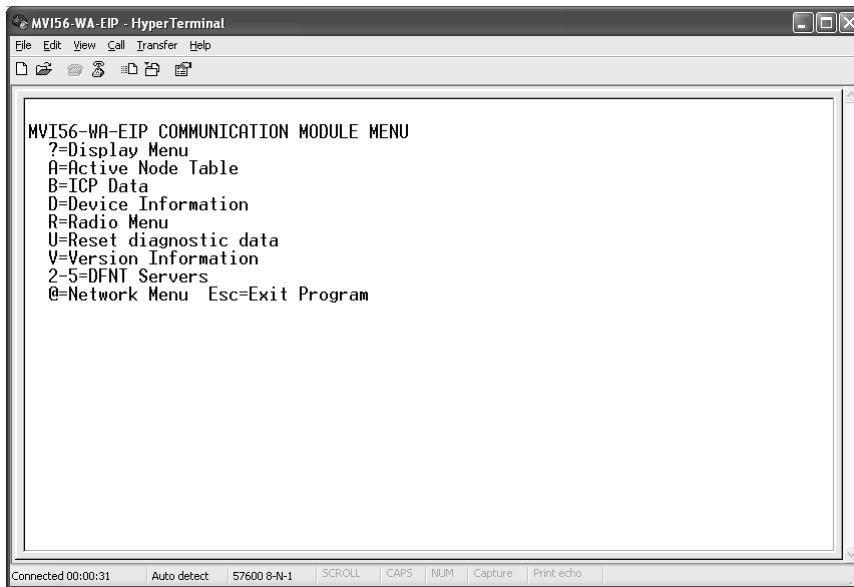 MVI56-WA-EIP - HyperTerminal
File Edit View Call Transfer Help
MVI56-WA-EIP COMMUNICATION MODULE MENU
?=Display Menu
A=Active Node Table
B=ICP Data
D=Device Information
R=Radio Menu
U=Reset diagnostic data
V=Version Information
2-5=DFNT Servers
@=Network Menu Esc=Exit Program
Connected 00:00:31 Auto detect 57600 8-N-1 SCROLL CAPS NUM Capture Print echo